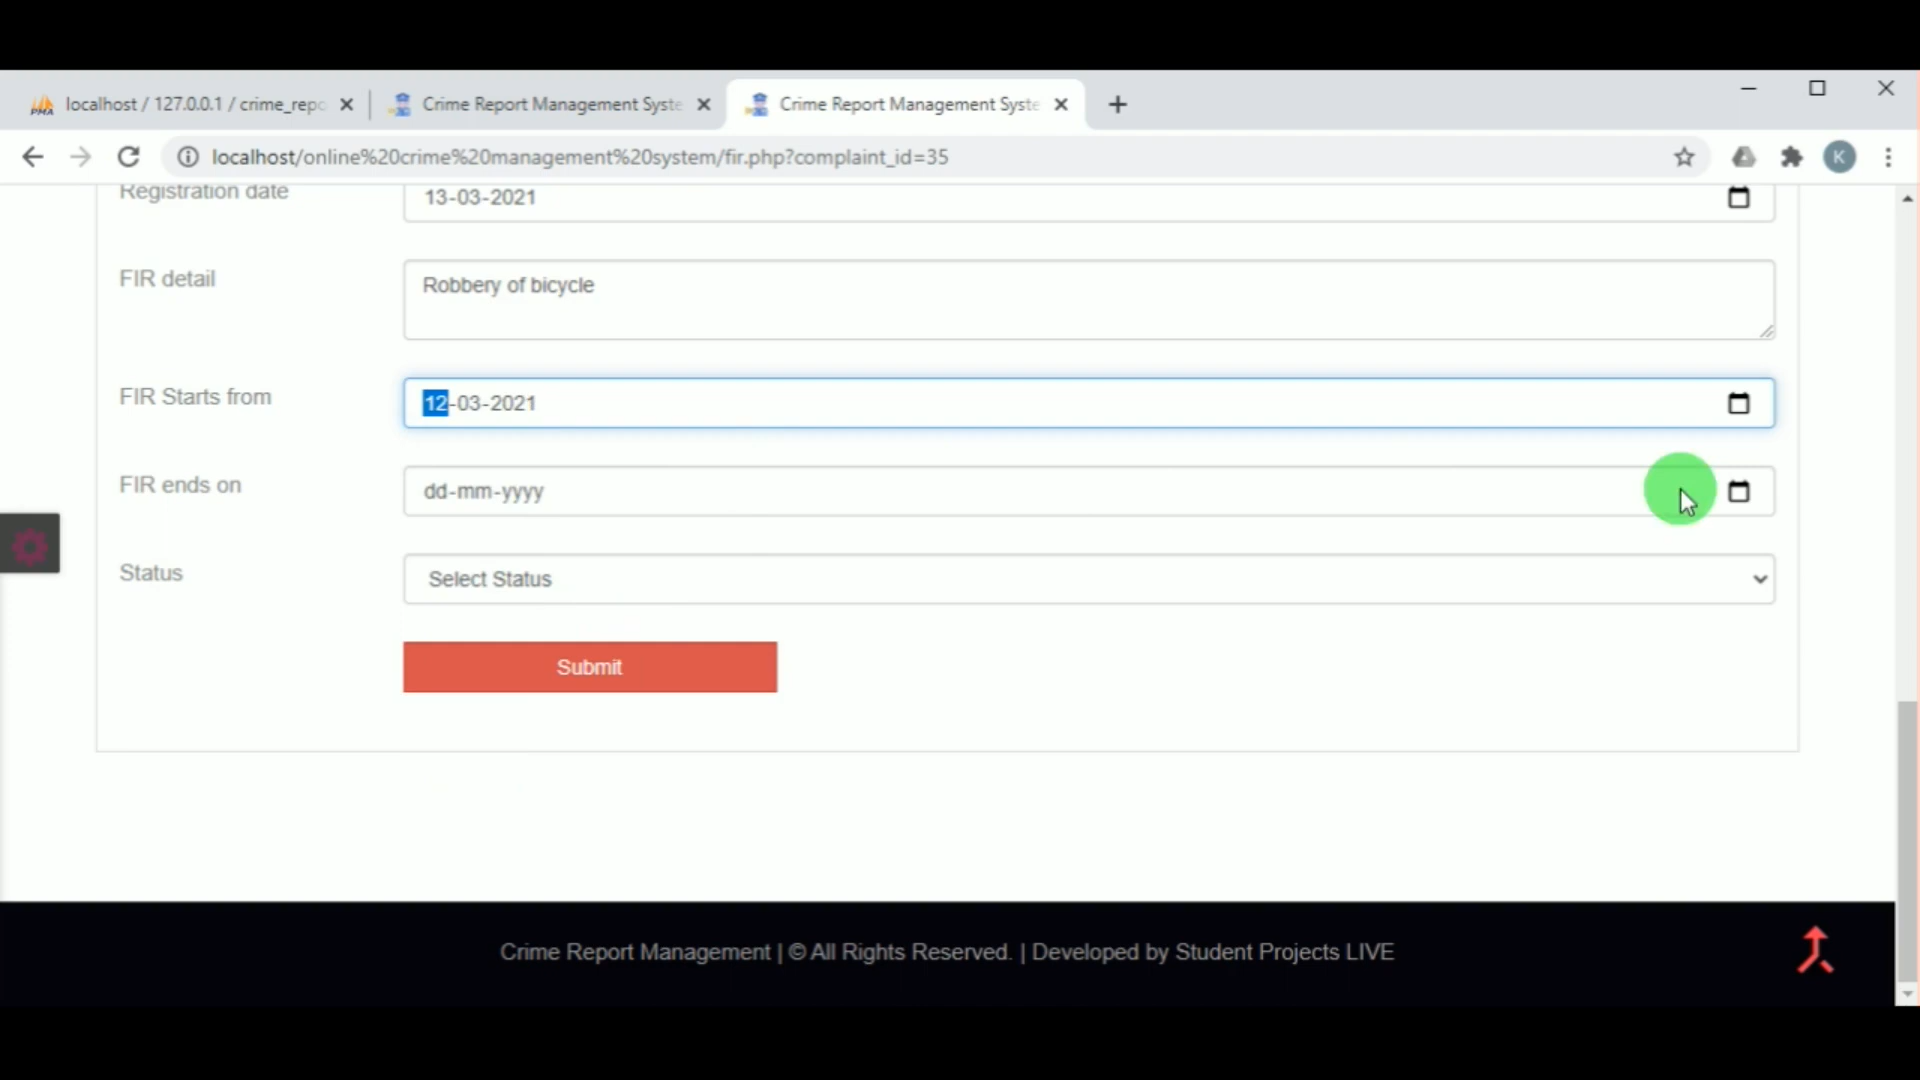 localhost / 127.0.0.1 / crime_repo
Crime Report Management Syste
Crime Report Management Syste
localhost/online%20crime%20management%20system/fir.php?complaint_id=35
K
Registration date
13-03-2021
FIR detail
Robbery of bicycle
FIR Starts from
12-03-2021
FIR ends on
dd-mm-yyyy
Status
Select Status
Submit
Crime Report Management | © All Rights Reserved. | Developed by Student Projects LIVE